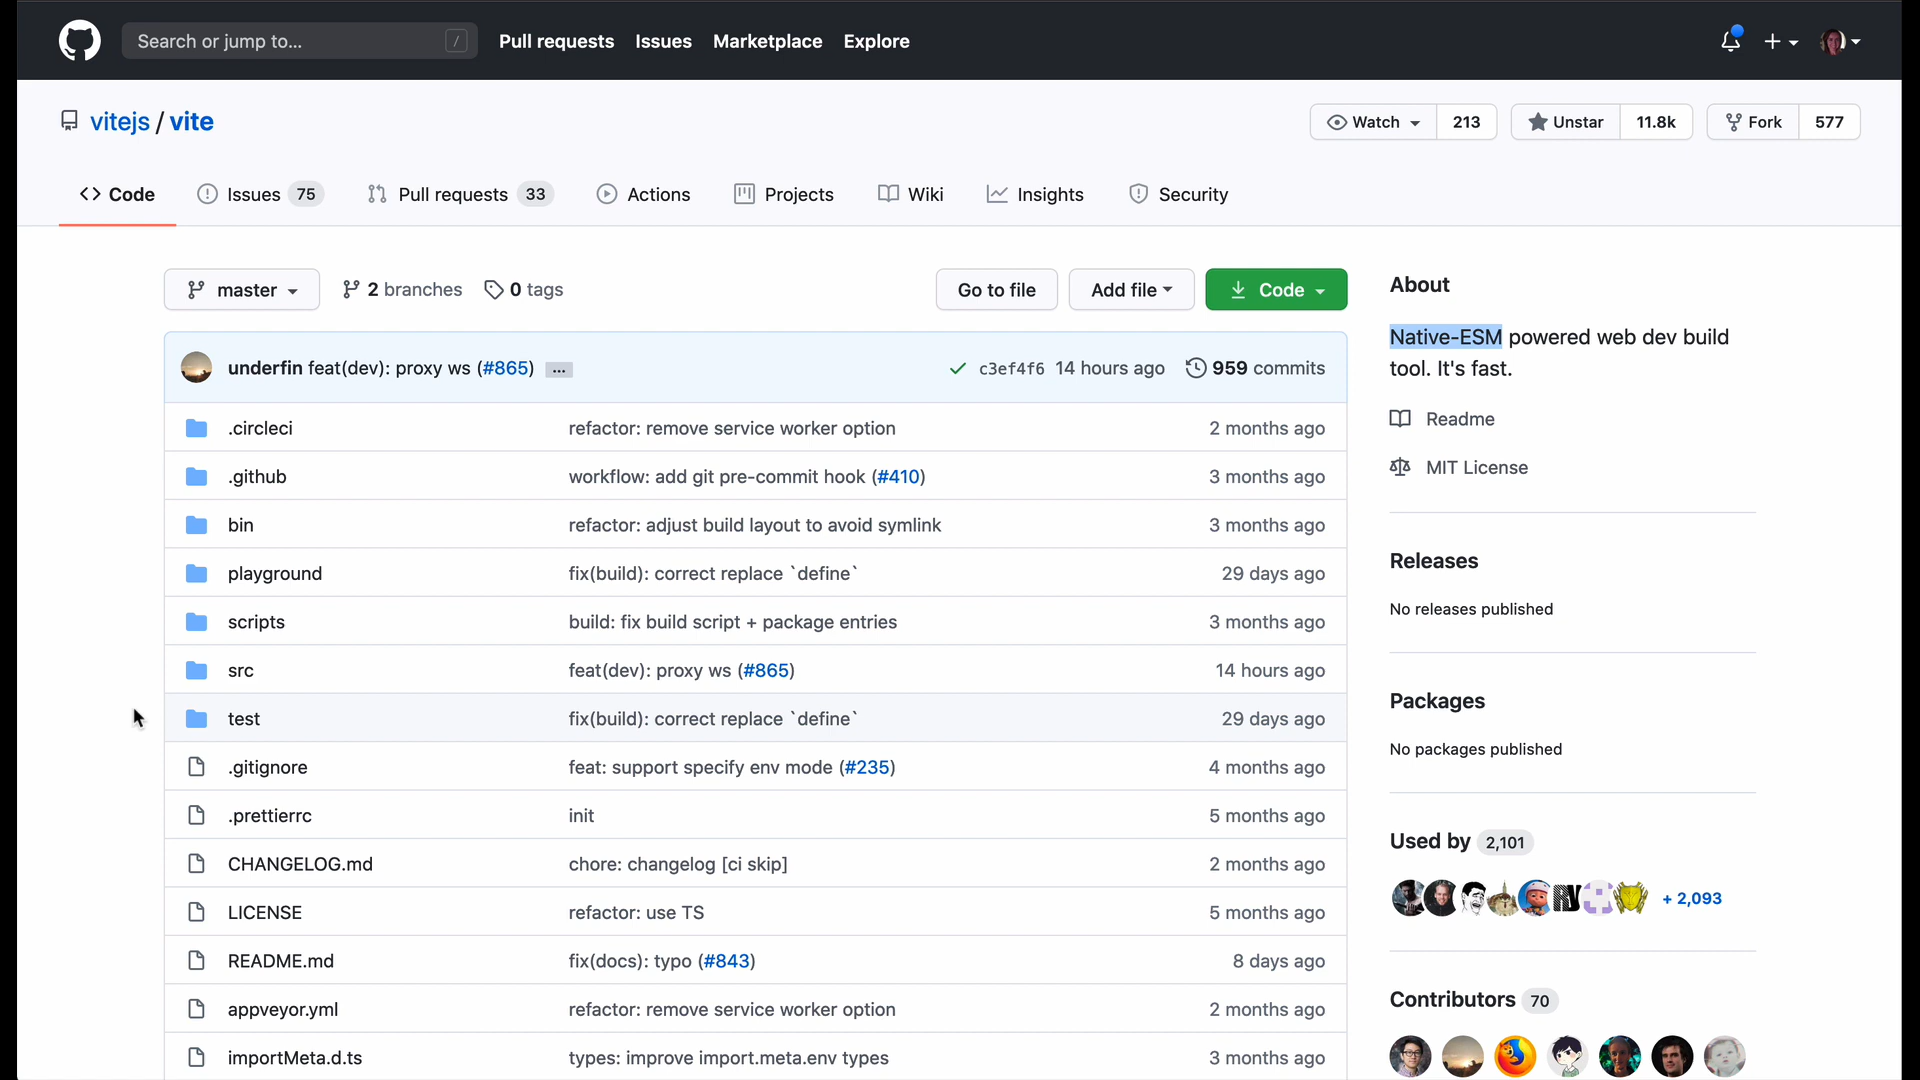 Search or jump to... / Pull requests Issues Marketplace Explore
vitejs / vite Watch 213 Unstar 11.8k Fork 577
Code Issues 75 Pull requests 33 Actions Projects Wiki Insights Security
master 2 branches 0 tags Go to file Add file Code
underfin feat(dev): proxy ws (#865) ... c3ef4f6 14 hours ago 959 commits
.circleci refactor: remove service worker option 2 months ago
.github workflow: add git pre-commit hook (#410) 3 months ago
bin refactor: adjust build layout to avoid symlink 3 months ago
playground fix(build): correct replace `define` 29 days ago
scripts build: fix build script + package entries 3 months ago
src feat(dev): proxy ws (#865) 14 hours ago
test fix(build): correct replace `define` 29 days ago
.gitignore feat: support specify env mode (#235) 4 months ago
.prettierrc init 5 months ago
CHANGELOG.md chore: changelog [ci skip] 2 months ago
LICENSE refactor: use TS 5 months ago
README.md fix(docs): typo (#843) 8 days ago
appveyor.yml refactor: remove service worker option 2 months ago
importMeta.d.ts types: improve import.meta.env types 3 months ago
About
Native-ESM powered web dev build
tool. It's fast.
Readme
MIT License
Releases
No releases published
Packages
No packages published
Used by 2,101
+ 2,093
Contributors 70